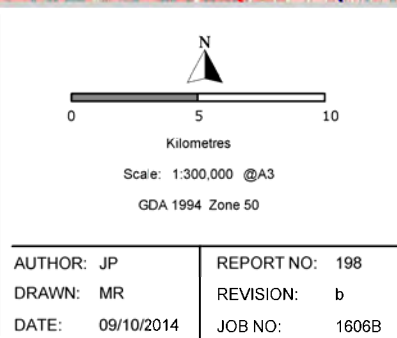 N
0 5 10
Kilometres
Scale: 1:300,000 @A3
GDA 1994 Zone 50
AUTHOR: JP REPORT NO: 198
DRAWN: MR REVISION: b
DATE: 09/10/2014 JOB NO: 1606B